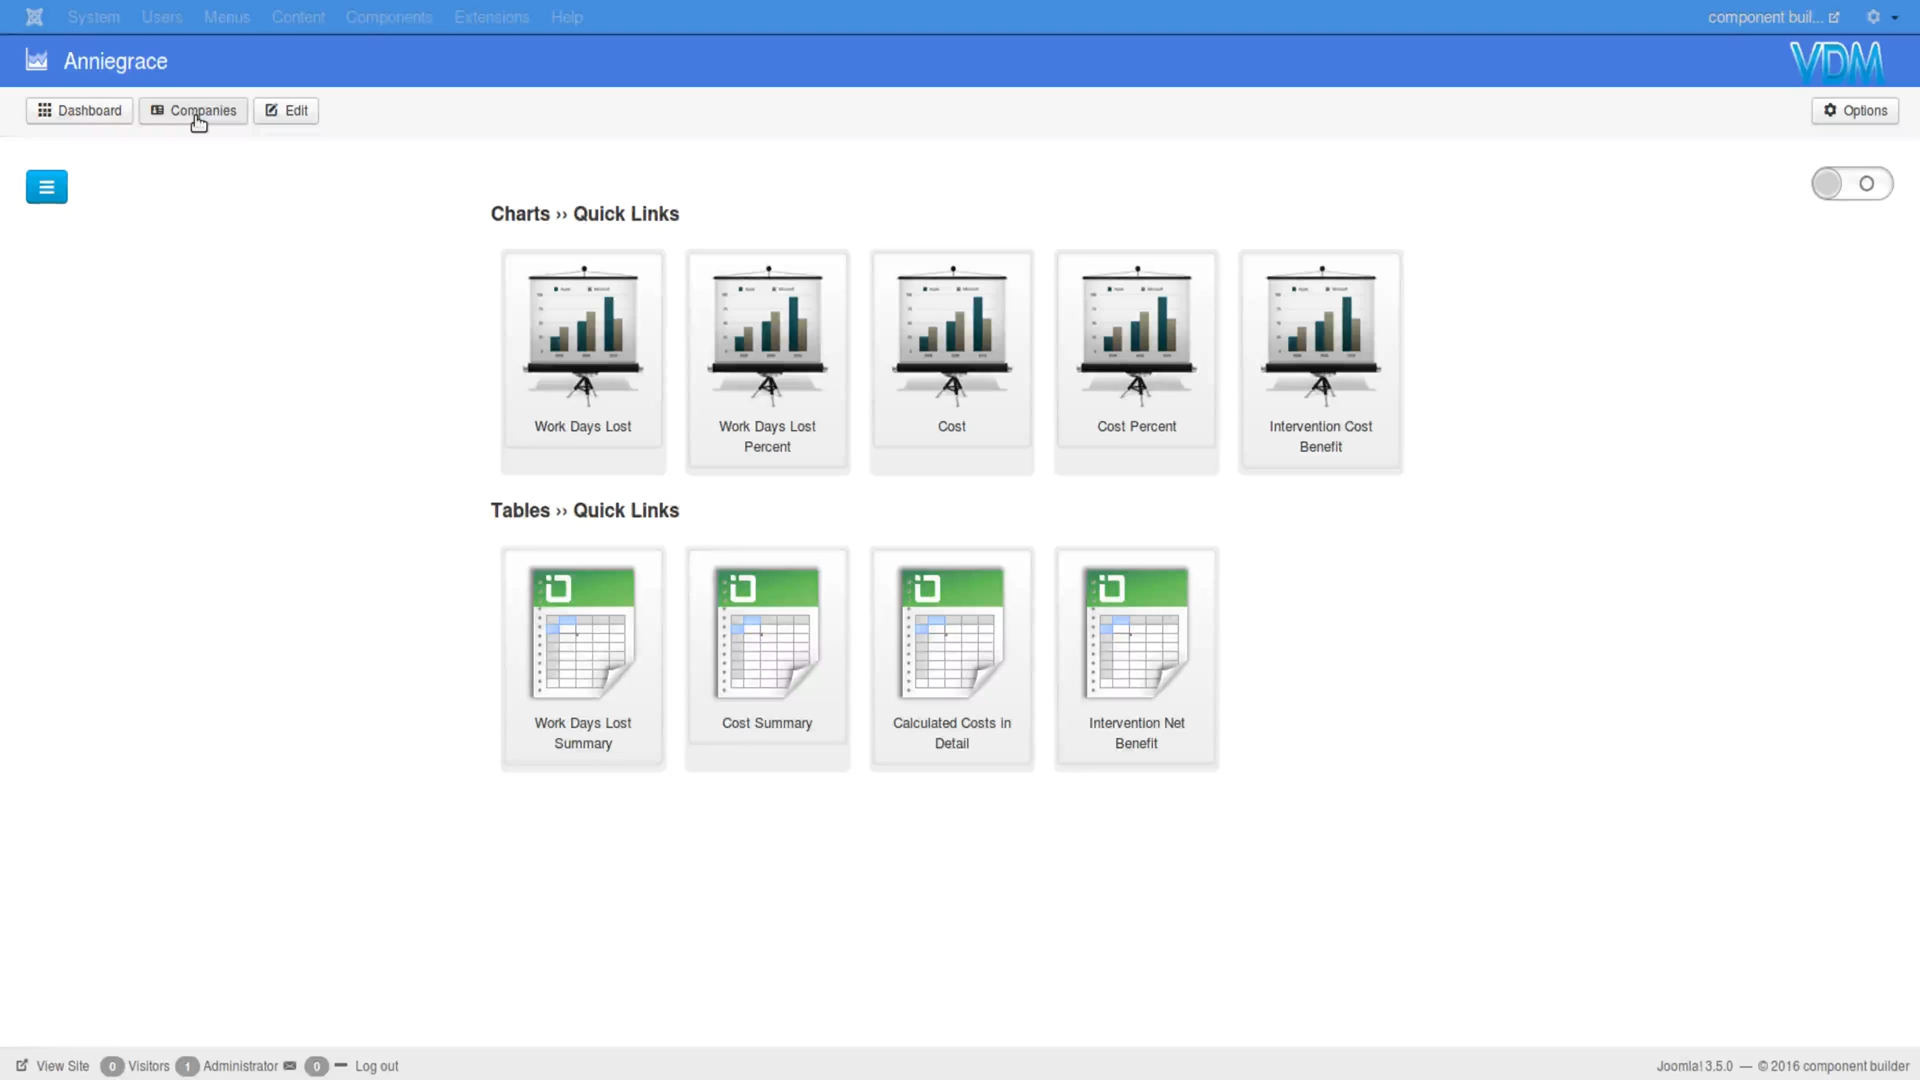 System Users Menus Content Components Extensions Help component buil...
Anniegrace VDM
Dashboard Companies Edit Options
Charts ›› Quick Links
Work Days Lost
Work Days Lost
Percent
Cost
Cost Percent
Intervention Cost
Benefit
Tables ›› Quick Links
Work Days Lost
Summary
Cost Summary
Calculated Costs in
Detail
Intervention Net
Benefit
View Site 0 Visitors 1 Administrator 0 Log out Joomla! 3.5.0 — © 2016 component builder